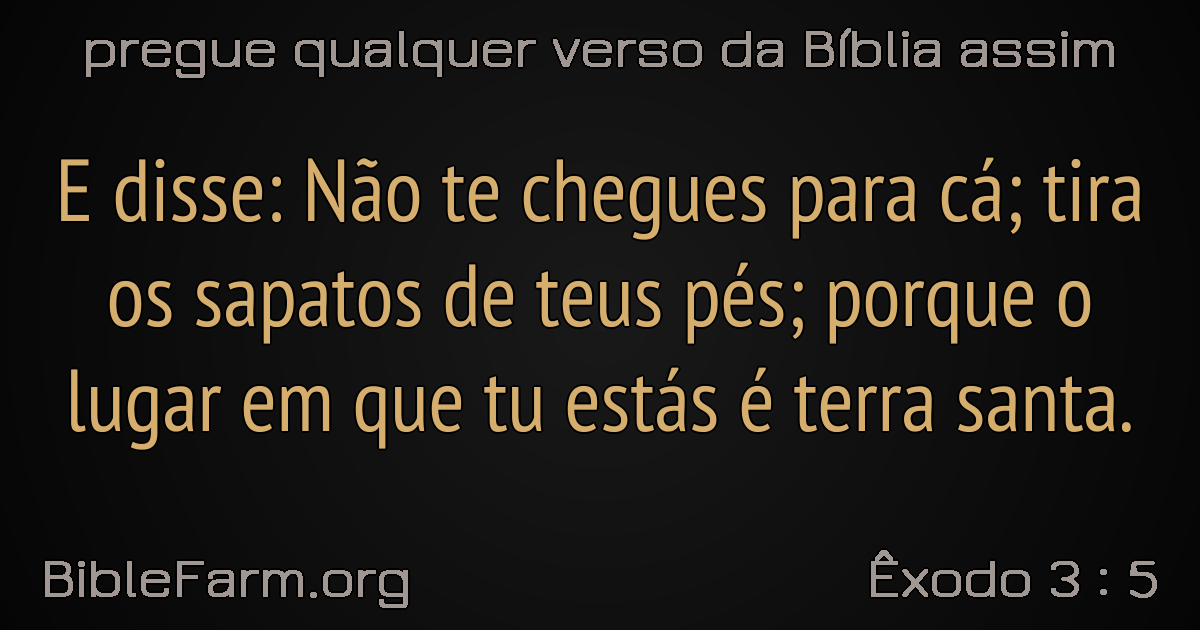 pregue qualquer verso da Bíblia assim
E disse: Não te chegues para cá; tira
os sapatos de teus pés; porque o
lugar em que tu estás é terra santa.
BibleFarm.org
Êxodo 3 : 5